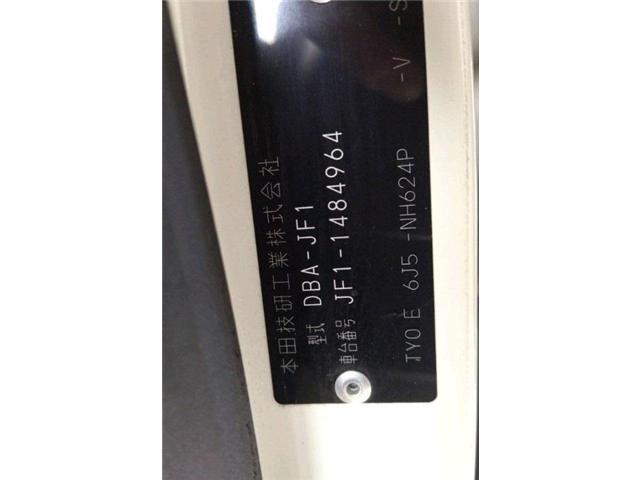 本田技研工業株式会社
型式 DBA-JF1
車台番号 JF1-1484964
TY0E 6J5 -NH624P -V -S